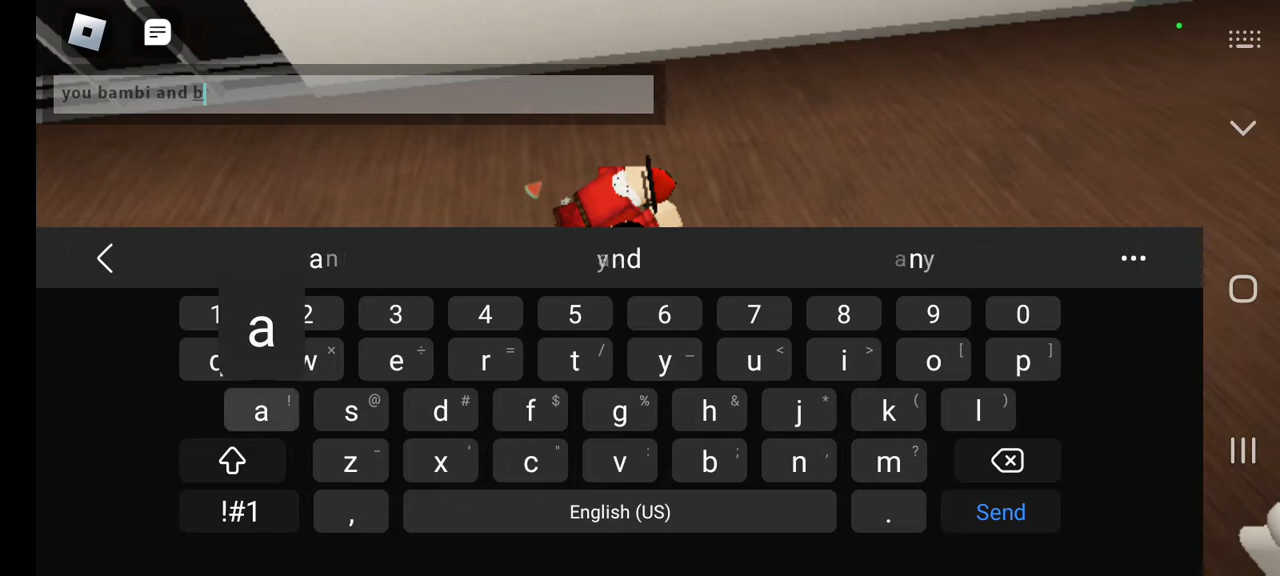 you bambi and b
an and any
a
1 2 3 4 5 6 7 8 9 0
q w × e ÷ r = t / y _ u < i > o [ p ]
a ! s @ d # f $ g % h & j * k ( l )
z - x ' c " v : b ; n , m ?
!#1 , English (US) . Send